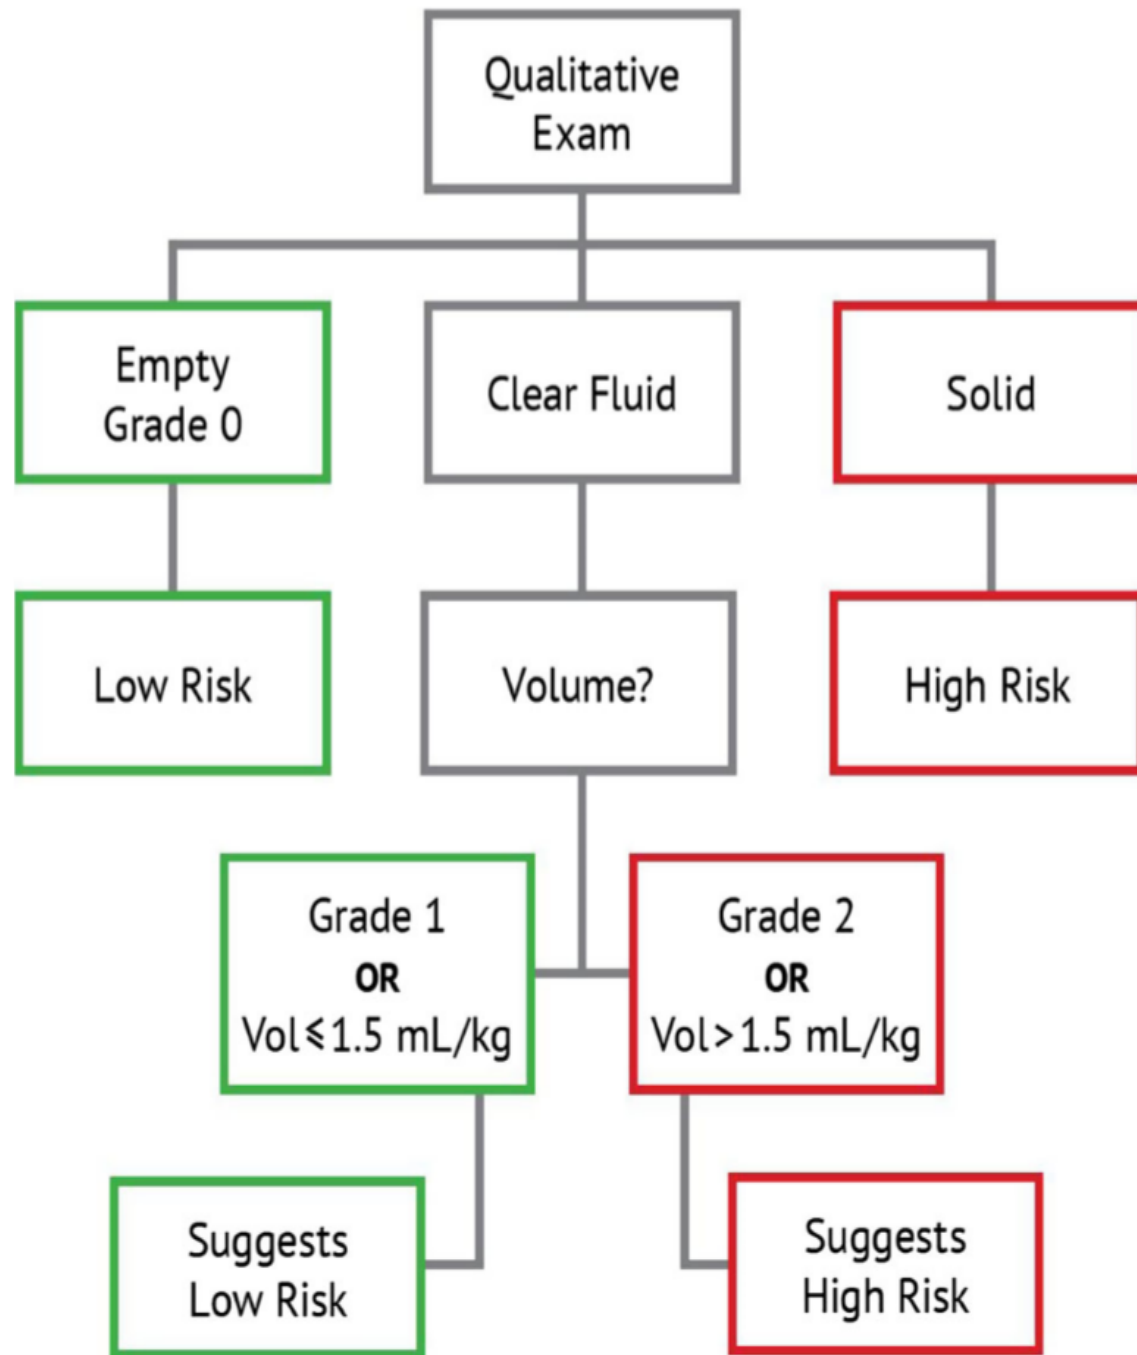 Qualitative
Exam
Empty
Grade 0
Clear Fluid
Solid
Low Risk
Volume?
High Risk
Grade 1
OR
Vol⩽1.5 mL/kg
Grade 2
OR
Vol>1.5 mL/kg
Suggests
Low Risk
Suggests
High Risk